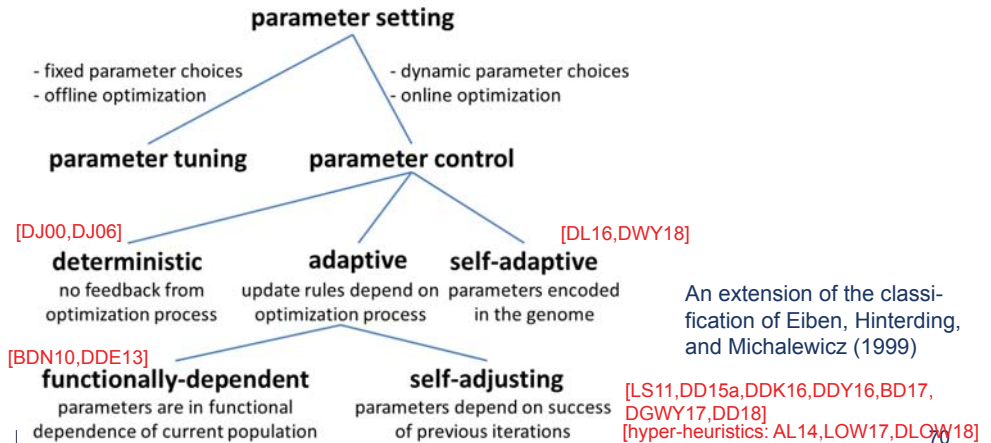 parameter setting
- fixed parameter choices
- offline optimization
- dynamic parameter choices
- online optimization
parameter tuning
parameter control
[DJ00,DJ06]
[DL16,DWY18]
deterministic
no feedback from
optimization process
adaptive
update rules depend on
optimization process
self-adaptive
parameters encoded
in the genome
An extension of the classi-
fication of Eiben, Hinterding,
and Michalewicz (1999)
[BDN10,DDE13]
functionally-dependent
parameters are in functional
dependence of current population
self-adjusting
parameters depend on success
of previous iterations
[LS11,DD15a,DDK16,DDY16,BD17,
DGWY17,DD18]
[hyper-heuristics: AL14,LOW17,DLOW18]
70